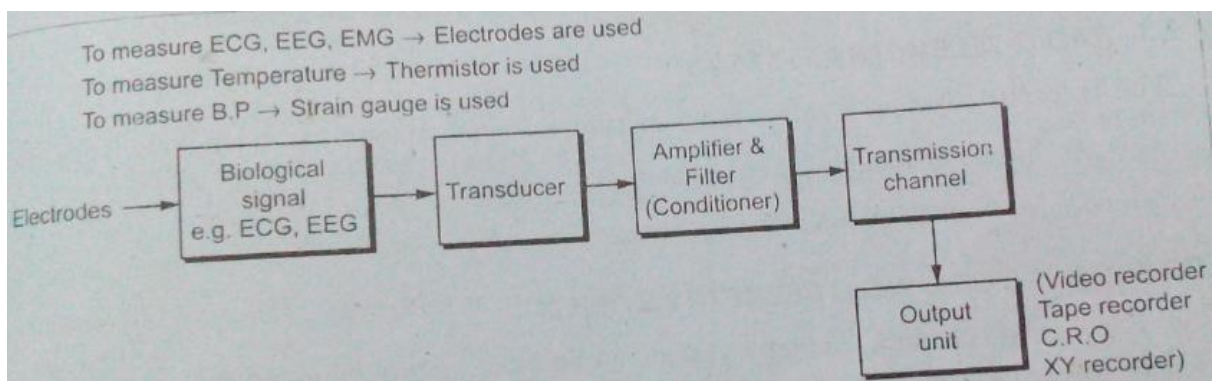 To measure ECG, EEG, EMG → Electrodes are used
To measure Temperature → Thermistor is used
To measure B.P → Strain gauge is used
Electrodes
Biological
signal
e.g. ECG, EEG
Transducer
Amplifier &
Filter
(Conditioner)
Transmission
channel
Output
unit
(Video recorder
Tape recorder
C.R.O
XY recorder)